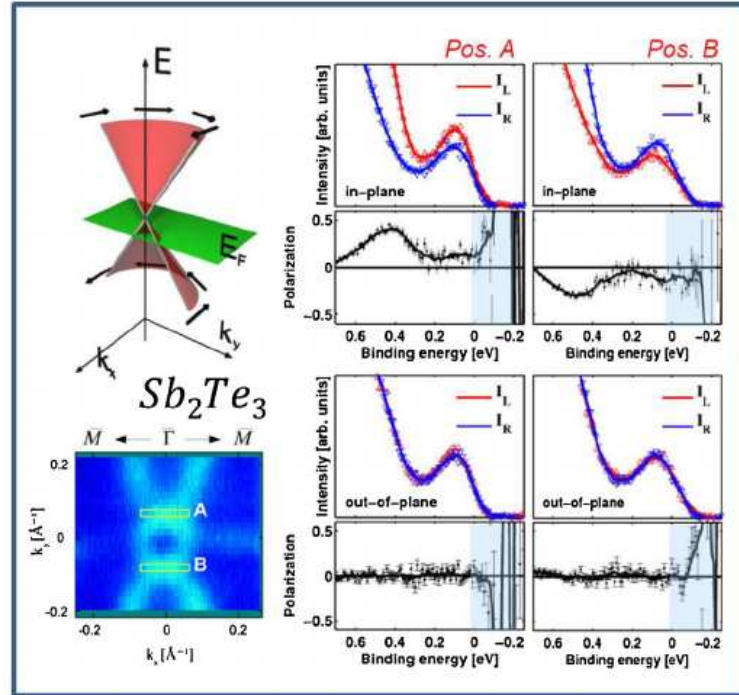 E
E_F
k_x
k_y
Sb₂Te₃
M̄ ← Γ̄ → M̄
0.2
0
-0.2
A
B
-0.2 0 0.2
k_x [Å⁻¹]
Pos. A
Intensity [arb. units]
I_L
I_R
in-plane
Polarization
0.5
0
-0.5
0.6 0.4 0.2 0 -0.2
Binding energy [eV]
Pos. B
I_L
I_R
in-plane
0.6 0.4 0.2 0 -0.2
Binding energy [eV]
Intensity [arb. units]
I_L
I_R
out-of-plane
Polarization
0.5
0
-0.5
0.6 0.4 0.2 0 -0.2
Binding energy [eV]
I_L
I_R
out-of-plane
0.6 0.4 0.2 0 -0.2
Binding energy [eV]